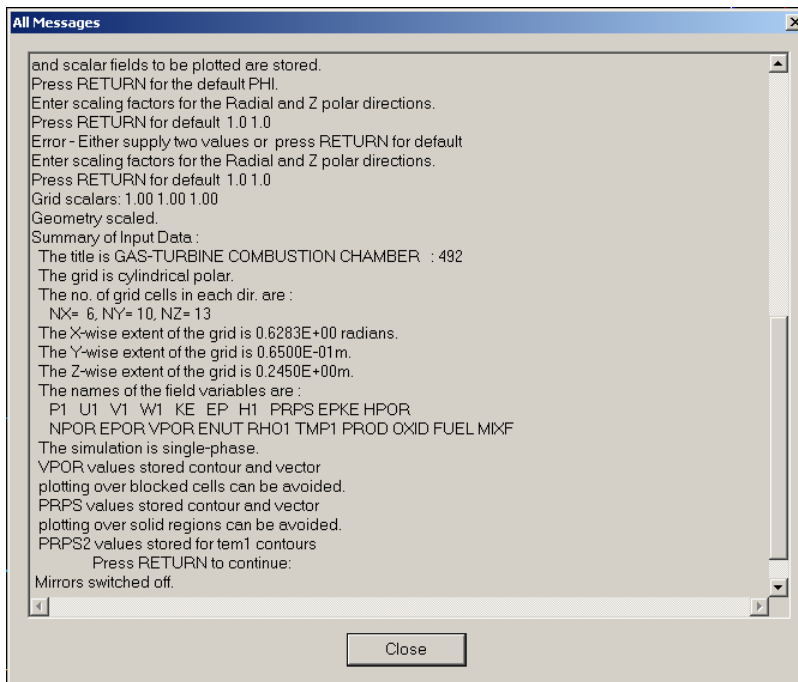 All Messages
and scalar fields to be plotted are stored.
Press RETURN for the default PHI.
Enter scaling factors for the Radial and Z polar directions.
Press RETURN for default 1.0 1.0
Error - Either supply two values or press RETURN for default
Enter scaling factors for the Radial and Z polar directions.
Press RETURN for default 1.0 1.0
Grid scalars: 1.00 1.00 1.00
Geometry scaled.
Summary of Input Data :
The title is GAS-TURBINE COMBUSTION CHAMBER : 492
The grid is cylindrical polar.
The no. of grid cells in each dir. are :
NX= 6, NY= 10, NZ= 13
The X-wise extent of the grid is 0.6283E+00 radians.
The Y-wise extent of the grid is 0.6500E-01m.
The Z-wise extent of the grid is 0.2450E+00m.
The names of the field variables are :
P1 U1 V1 W1 KE EP H1 PRPS EPKE HPOR
NPOR EPOR VPOR ENUT RHO1 TMP1 PROD OXID FUEL MIXF
The simulation is single-phase.
VPOR values stored contour and vector
plotting over blocked cells can be avoided.
PRPS values stored contour and vector
plotting over solid regions can be avoided.
PRPS2 values stored for tem1 contours
Press RETURN to continue:
Mirrors switched off.
Close